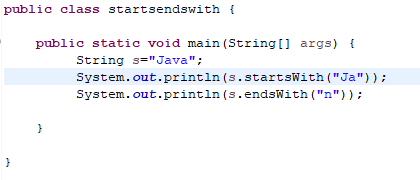 public class startsendswith {
public static void main(String[] args) {
String s="Java";
System.out.println(s.startsWith("Ja"));
System.out.println(s.endsWith("n"));
}
}